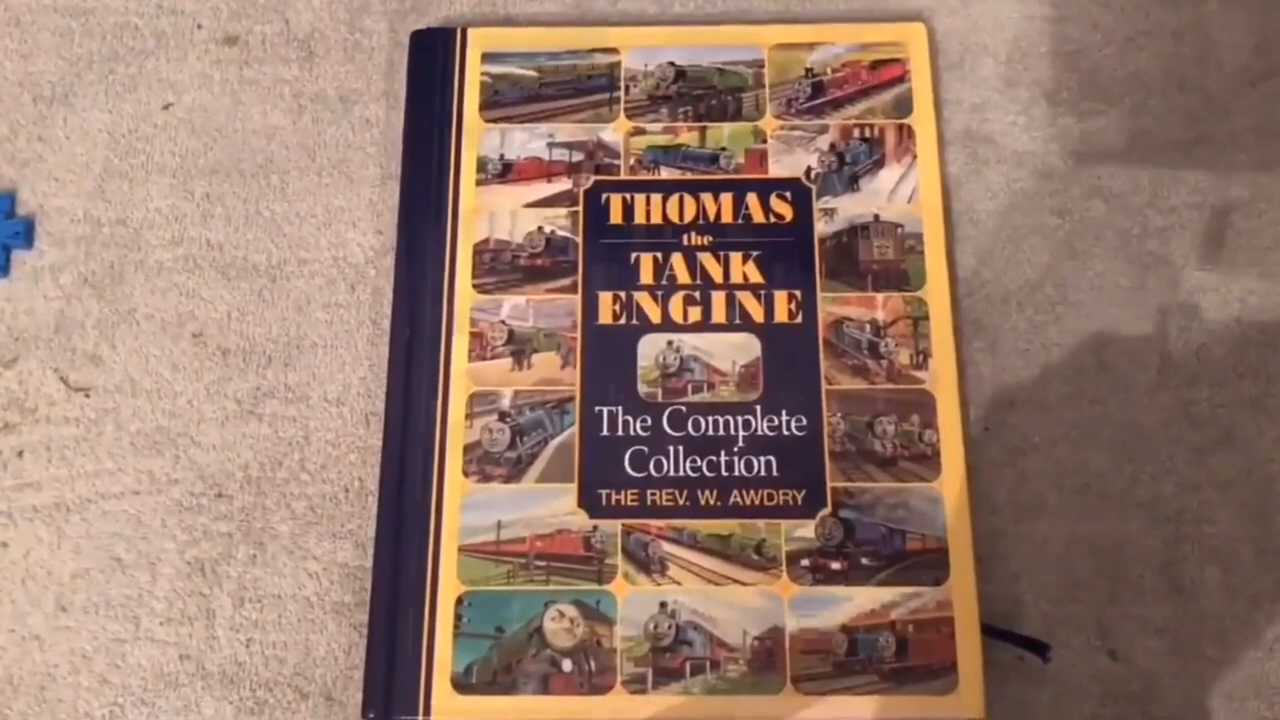 THOMAS
the
TANK
ENGINE
The Complete
Collection
THE REV. W. AWDRY